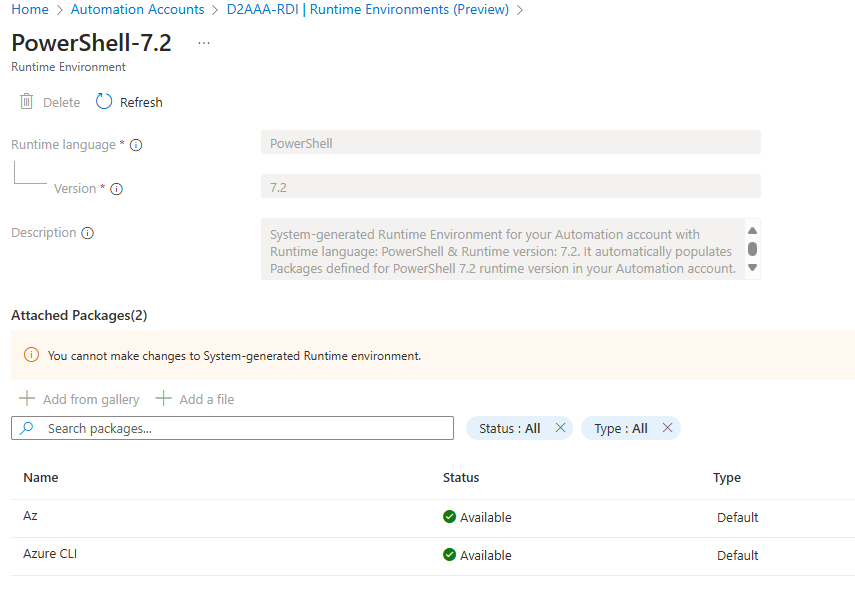 Home > Automation Accounts > D2AAA-RDI | Runtime Environments (Preview) >
PowerShell-7.2 ...
Runtime Environment
Delete Refresh
Runtime language * PowerShell
Version * 7.2
Description
System-generated Runtime Environment for your Automation account with
Runtime language: PowerShell & Runtime version: 7.2. It automatically populates
Packages defined for PowerShell 7.2 runtime version in your Automation account.
Attached Packages(2)
You cannot make changes to System-generated Runtime environment.
Add from gallery Add a file
Search packages... Status : All Type : All
Name Status Type
Az Available Default
Azure CLI Available Default